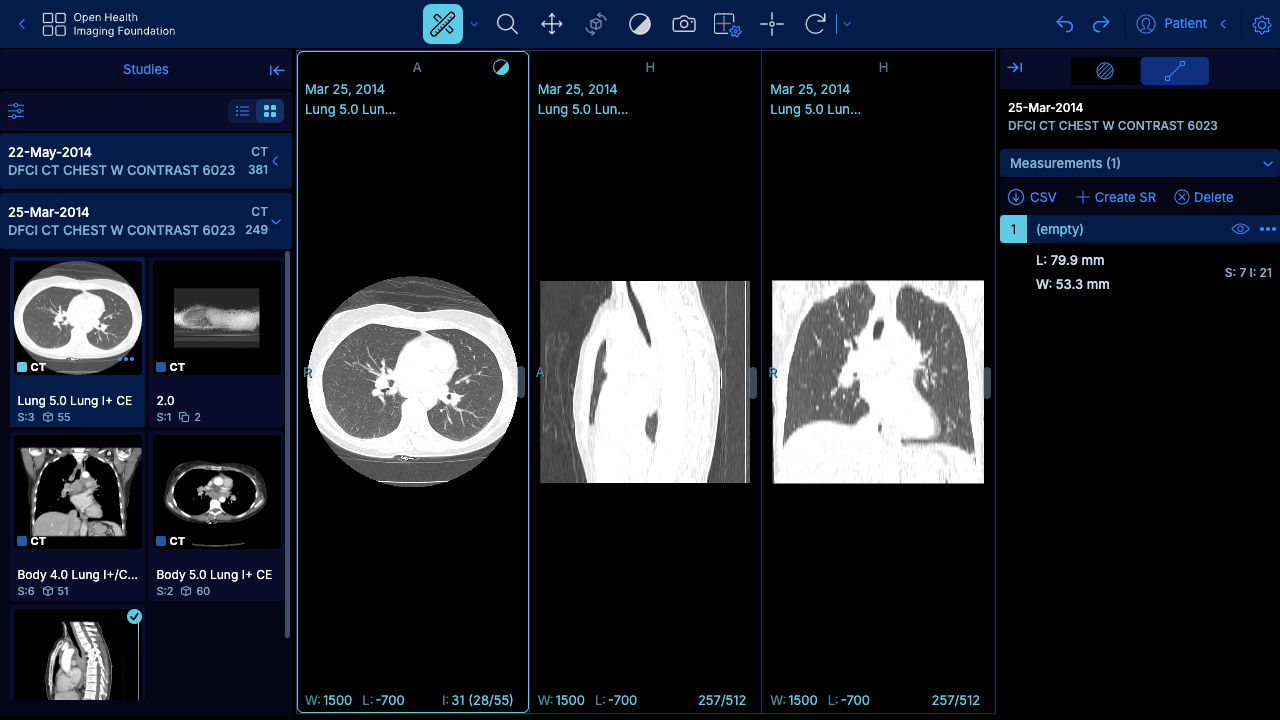 Open Health
Imaging Foundation
Patient
Studies
22-May-2014
CT
DFCI CT CHEST W CONTRAST 6023
381
25-Mar-2014
CT
DFCI CT CHEST W CONTRAST 6023
249
CT
Lung 5.0 Lung I+ CE
S:3 55
CT
2.0
S:1 2
CT
Body 4.0 Lung I+/C...
S:6 51
CT
Body 5.0 Lung I+ CE
S:2 60
A
Mar 25, 2014
Lung 5.0 Lun...
R
W: 1500 L: -700 I: 31 (28/55)
H
Mar 25, 2014
Lung 5.0 Lun...
A
W: 1500 L: -700 257/512
H
Mar 25, 2014
Lung 5.0 Lun...
R
W: 1500 L: -700 257/512
25-Mar-2014
DFCI CT CHEST W CONTRAST 6023
Measurements (1)
CSV Create SR Delete
1 (empty)
L: 79.9 mm
W: 53.3 mm
S: 7 I: 21